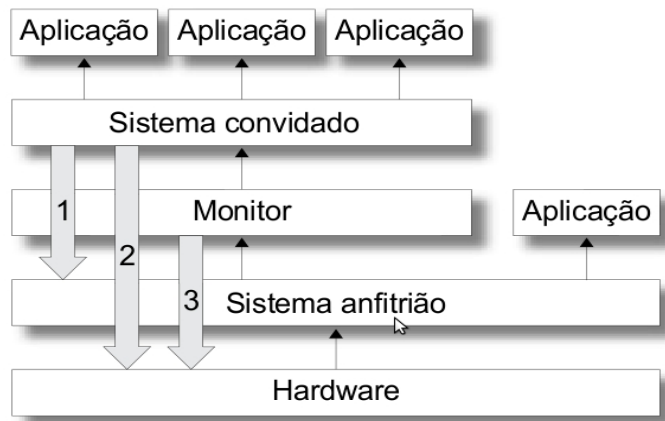 Aplicação Aplicação Aplicação
Sistema convidado
1
Monitor
Aplicação
2
3
Sistema anfitrião
Hardware